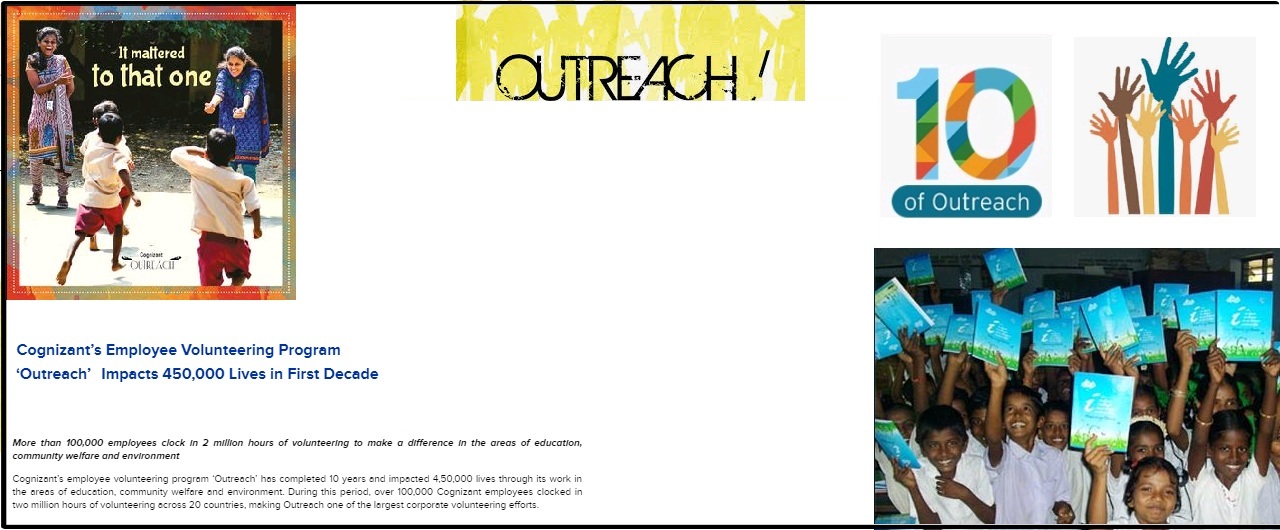 It mattered
to that one
Cognizant
OUTREACH
OUTREACH !
10
of Outreach
Cognizant's Employee Volunteering Program
‘Outreach’ Impacts 450,000 Lives in First Decade
More than 100,000 employees clock in 2 million hours of volunteering to make a difference in the areas of education,
community welfare and environment
Cognizant's employee volunteering program ‘Outreach’ has completed 10 years and impacted 4,50,000 lives through its work in
the areas of education, community welfare and environment. During this period, over 100,000 Cognizant employees clocked in
two million hours of volunteering across 20 countries, making Outreach one of the largest corporate volunteering efforts.